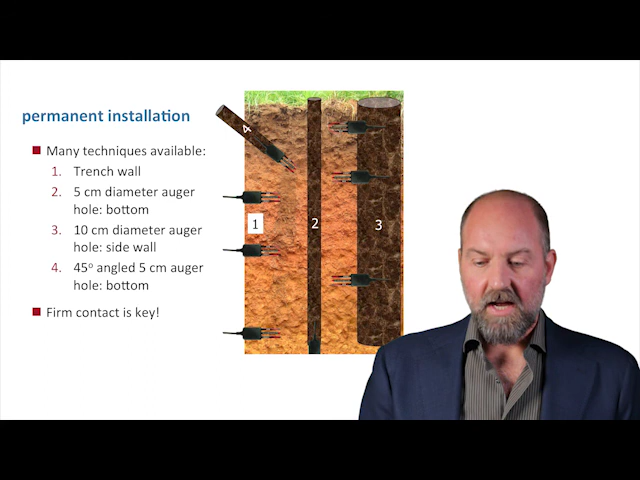 permanent installation
Many techniques available:
1. Trench wall
2. 5 cm diameter auger
hole: bottom
3. 10 cm diameter auger
hole: side wall
4. 45° angled 5 cm auger
hole: bottom
Firm contact is key!
4
1
2
3